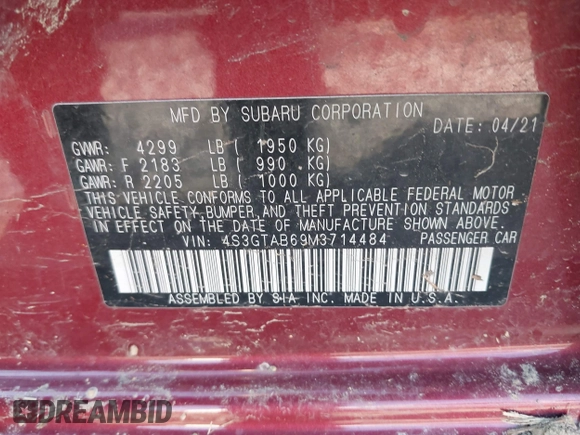 MFD BY SUBARU CORPORATION
DATE: 04/21
GVWR: 4299 LB ( 1950 KG)
GAWR: F 2183 LB ( 990 KG)
GAWR: R 2205 LB ( 1000 KG)
THIS VEHICLE CONFORMS TO ALL APPLICABLE FEDERAL MOTOR
VEHICLE SAFETY, BUMPER, AND THEFT PREVENTION STANDARDS
IN EFFECT ON THE DATE OF MANUFACTURE SHOWN ABOVE.
VIN: 4S3GTAB69M3714484 PASSENGER CAR
ASSEMBLED BY SIA INC. MADE IN U.S.A.
DREAMBID